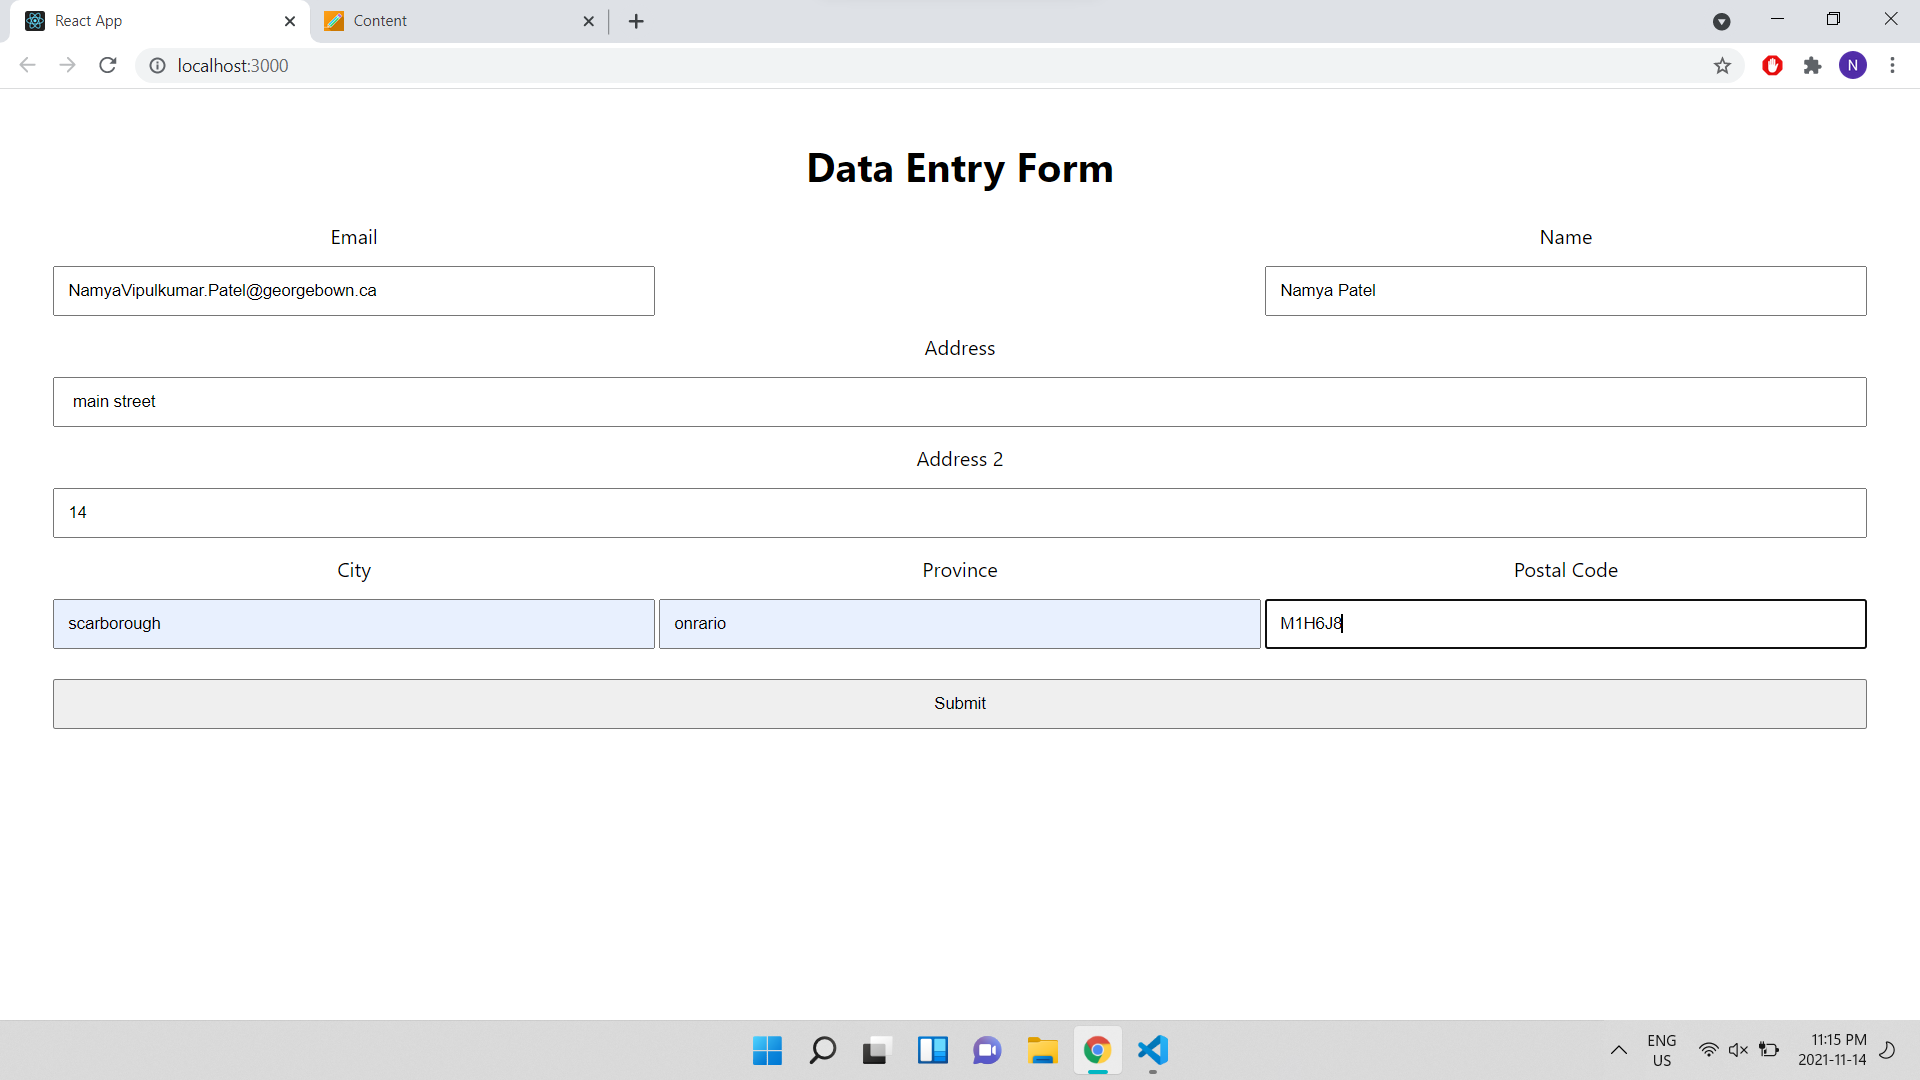 React App
Content
localhost:3000
N
Data Entry Form
Email
Name
NamyaVipulkumar.Patel@georgebown.ca
Namya Patel
Address
main street
Address 2
14
City
Province
Postal Code
scarborough
onrario
M1H6J8
Submit
ENG
US
11:15 PM
2021-11-14